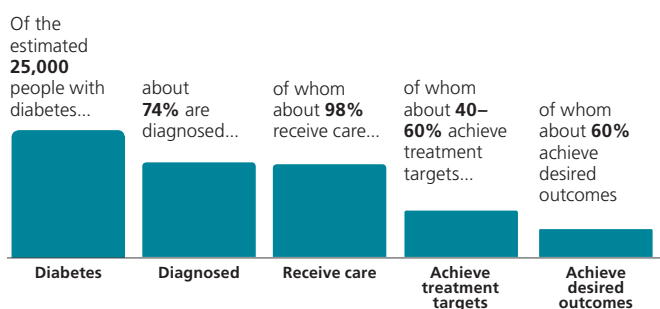 Of the
estimated
25,000
people with
diabetes...
about
74% are
diagnosed...
of whom
about 98%
receive care...
of whom
about 40–
60% achieve
treatment
targets...
of whom
about 60%
achieve
desired
outcomes
Diabetes
Diagnosed
Receive care
Achieve
treatment
targets
Achieve
desired
outcomes